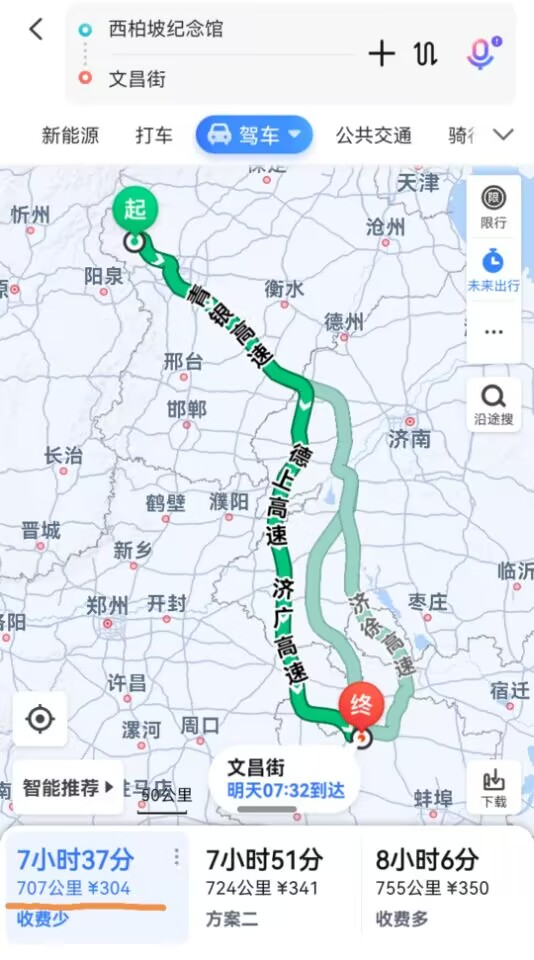 西柏坡纪念馆
文昌街
新能源 打车 驾车 公共交通 骑行
保定
天津
忻州
起
沧州
限
限行
阳泉
衡水
未来出行
青银高速
德州
邢台
邯郸
济南
沿途搜
长治
德上高速
鹤壁
濮阳
晋城
新乡
临沂
郑州
开封
济广高速
济徐高速
枣庄
洛阳
许昌
终
宿迁
漯河
周口
文昌街
明天07:32到达
智能推荐
驻马店
50公里
蚌埠
下载
7小时37分 7小时51分 8小时6分
707公里 ¥304 724公里 ¥341 755公里 ¥350
收费少 方案二 收费多